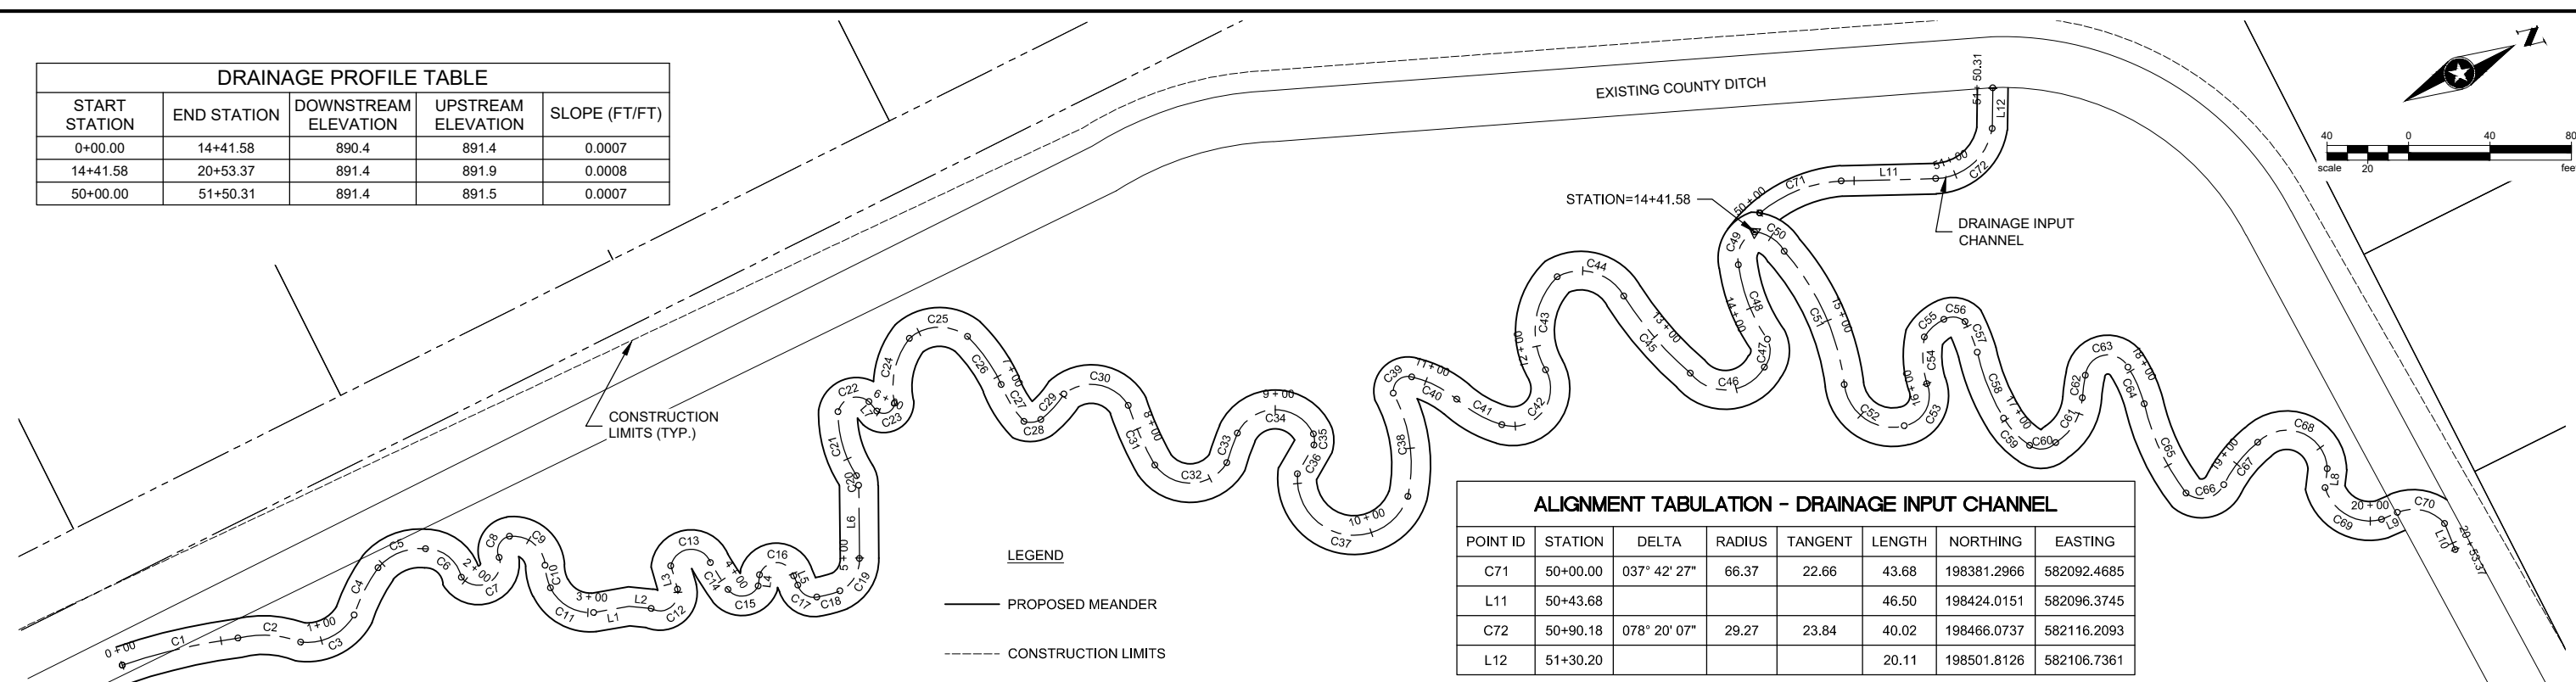 DRAINAGE PROFILE TABLE
START STATION END STATION DOWNSTREAM ELEVATION UPSTREAM ELEVATION SLOPE (FT/FT)
0+00.00 14+41.58 890.4 891.4 0.0007
14+41.58 20+53.37 891.4 891.9 0.0008
50+00.00 51+50.31 891.4 891.5 0.0007
EXISTING COUNTY DITCH
N
40 0 40 80
scale 20 feet
STATION=14+41.58
DRAINAGE INPUT
CHANNEL
CONSTRUCTION
LIMITS (TYP.)
0+00
C1
C2
1+00
C3
C4
C5
C6
2+00
C7
C8
C9
C10
C11
3+00
L1
L2
C12
L3
C13
C14
4+00
C15
L4
C16
L5
C17
C18
C19
5+00
L6
C20
C21
C22
L7
6+00
C23
C24
C25
C26
7+00
C27
C28
C29
C30
C31
8+00
C32
C33
C34
9+00
C35
C36
C37
10+00
C38
C39
11+00
C40
C41
C42
12+00
C43
C44
13+00
C45
C46
C47
C48
14+00
C49
C50
C51
15+00
C52
C53
16+00
C54
C55
C56
C57
C58
17+00
C59
C60
C61
C62
C63
18+00
C64
C65
C66
C67
19+00
C68
L8
C69
20+00
L9
C70
L10
20+53.37
50+00
C71
L11
51+00
C72
L12
51+50.31
LEGEND
PROPOSED MEANDER
CONSTRUCTION LIMITS
ALIGNMENT TABULATION - DRAINAGE INPUT CHANNEL
POINT ID STATION DELTA RADIUS TANGENT LENGTH NORTHING EASTING
C71 50+00.00 037° 42' 27" 66.37 22.66 43.68 198381.2966 582092.4685
L11 50+43.68 46.50 198424.0151 582096.3745
C72 50+90.18 078° 20' 07" 29.27 23.84 40.02 198466.0737 582116.2093
L12 51+30.20 20.11 198501.8126 582106.7361